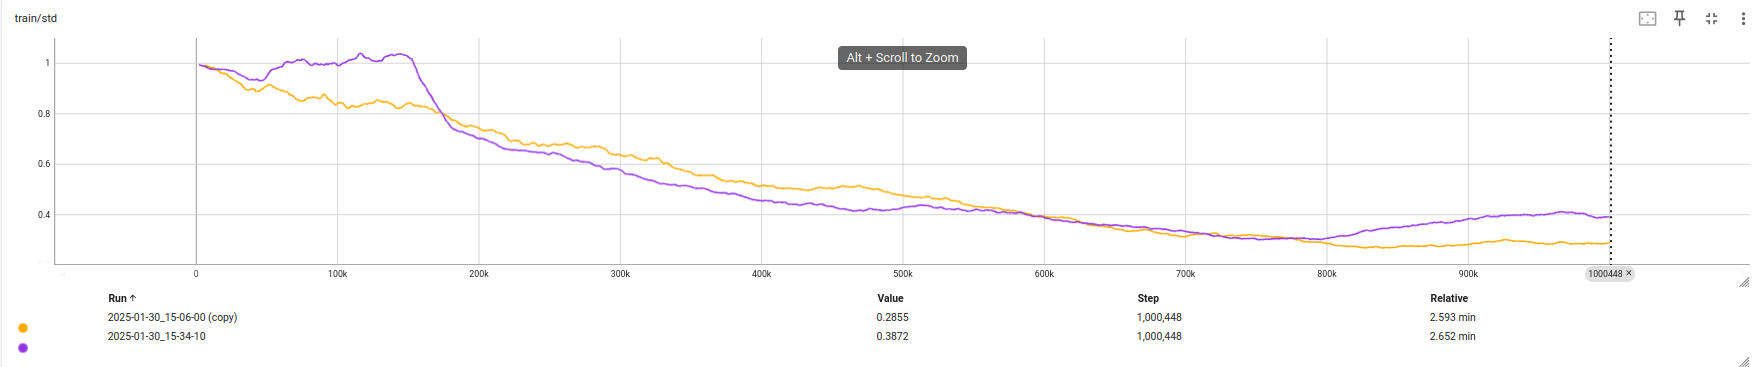 train/std
Alt + Scroll to Zoom
1
0.8
0.6
0.4
0 100k 200k 300k 400k 500k 600k 700k 800k 900k 1000448 ×
Run ↑ Value Step Relative
2025-01-30_15-06-00 (copy) 0.2855 1,000,448 2.593 min
2025-01-30_15-34-10 0.3872 1,000,448 2.652 min